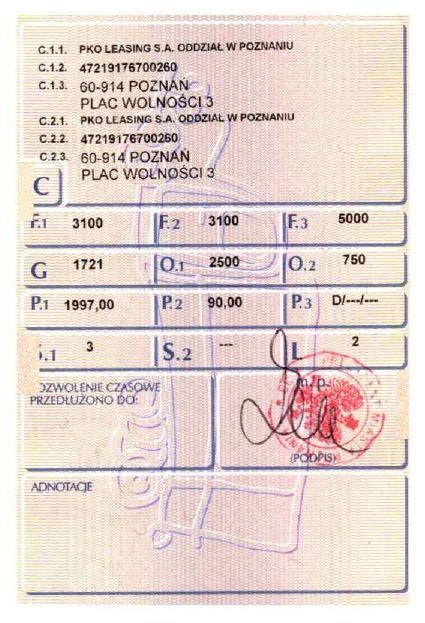 C.1.1. PKO LEASING S.A. ODDZIAŁ W POZNANIU
C.1.2. 47219176700260
C.1.3. 60-914 POZNAŃ
PLAC WOLNOŚCI 3
C.2.1. PKO LEASING S.A. ODDZIAŁ W POZNANIU
C.2.2. 47219176700260
C.2.3. 60-914 POZNAŃ
PLAC WOLNOŚCI 3
C
F.1 3100 F.2 3100 F.3 5000
G 1721 O.1 2500 O.2 750
P.1 1997,00 P.2 90,00 P.3 D/---/---
.1 3 S.2 --- L 2
OZWOLENIE CZASOWE m.p.
PRZEDŁUŻONO DO:
(PODPIS)
ADNOTACJE